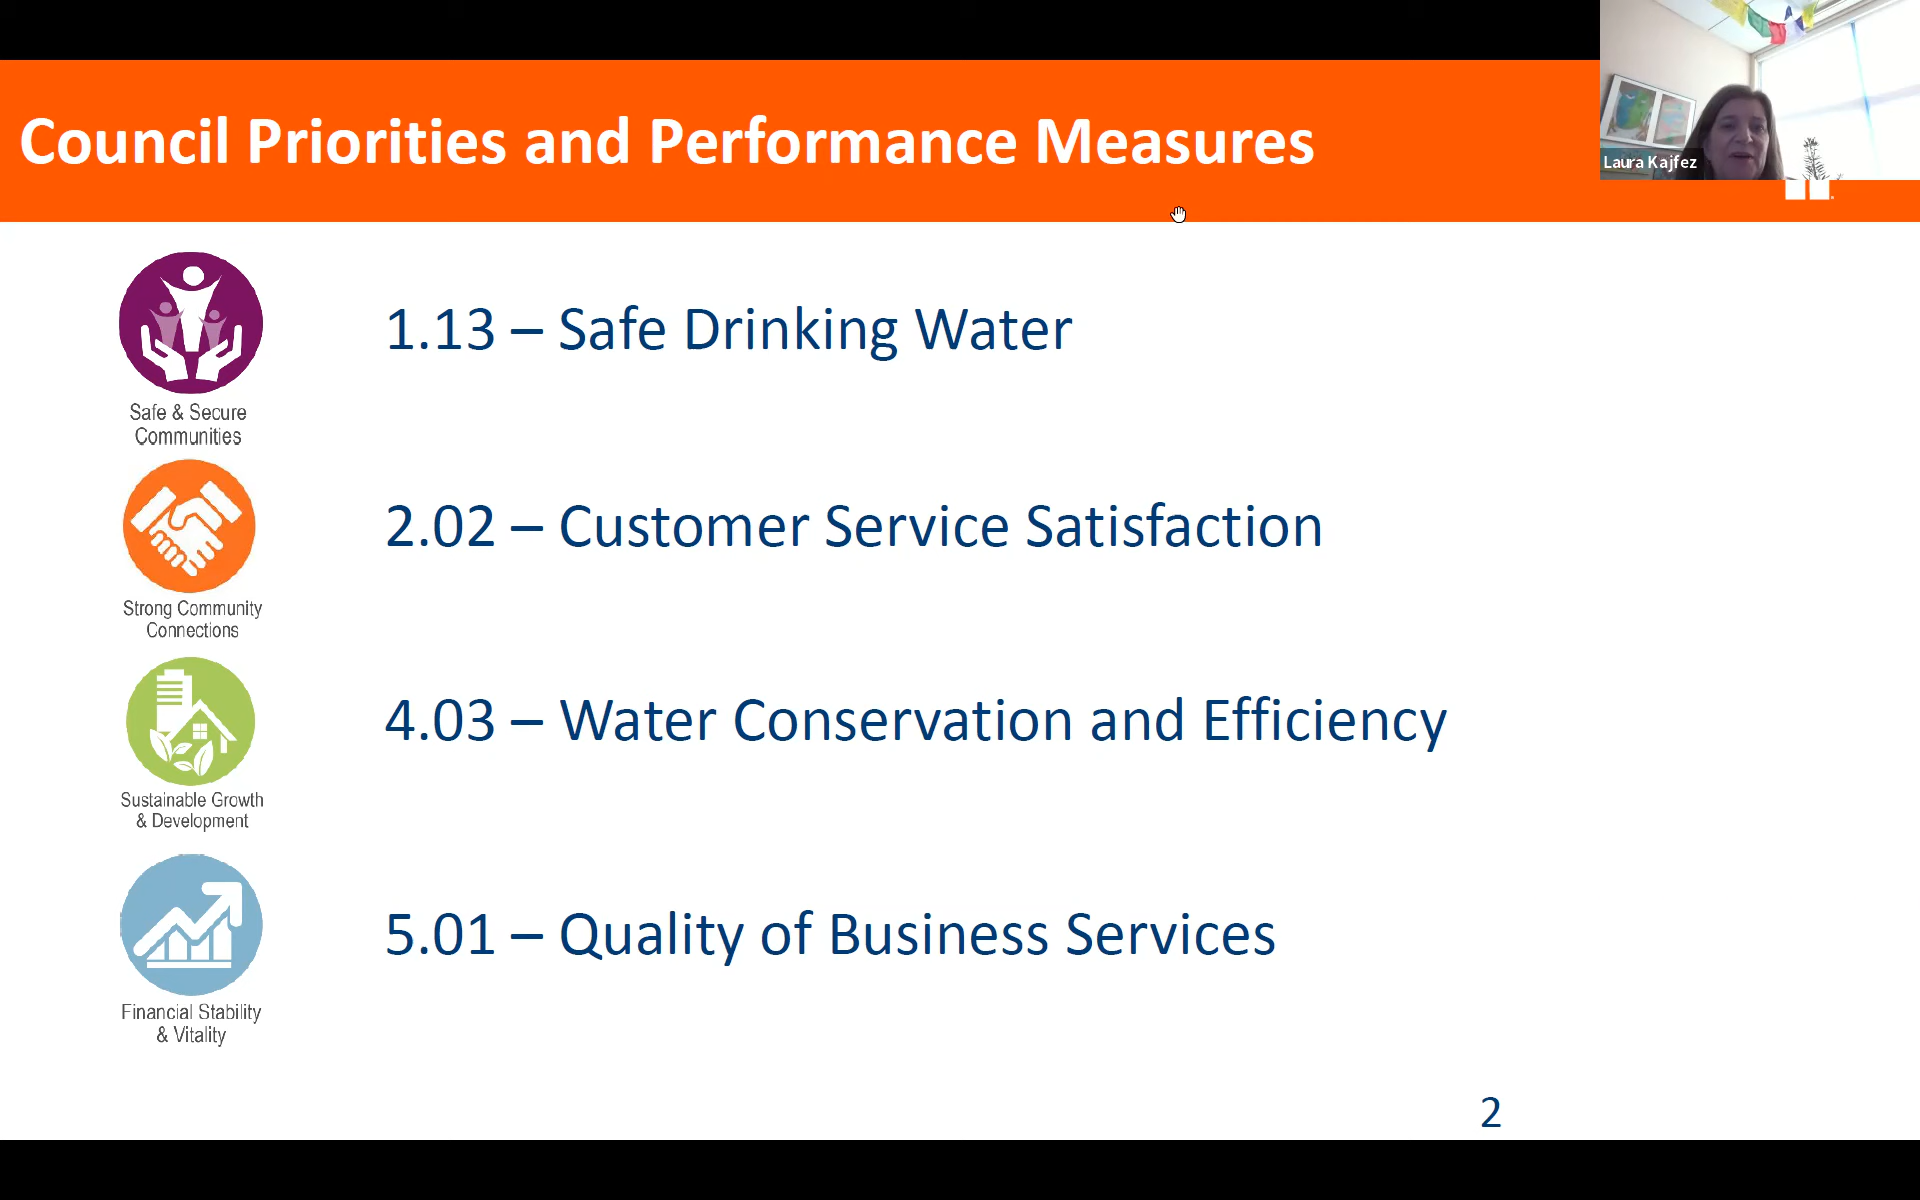 Council Priorities and Performance Measures
Laura Kajfez
1.13 – Safe Drinking Water
Safe & Secure
Communities
2.02 – Customer Service Satisfaction
Strong Community
Connections
4.03 – Water Conservation and Efficiency
Sustainable Growth
& Development
5.01 – Quality of Business Services
Financial Stability
& Vitality
2